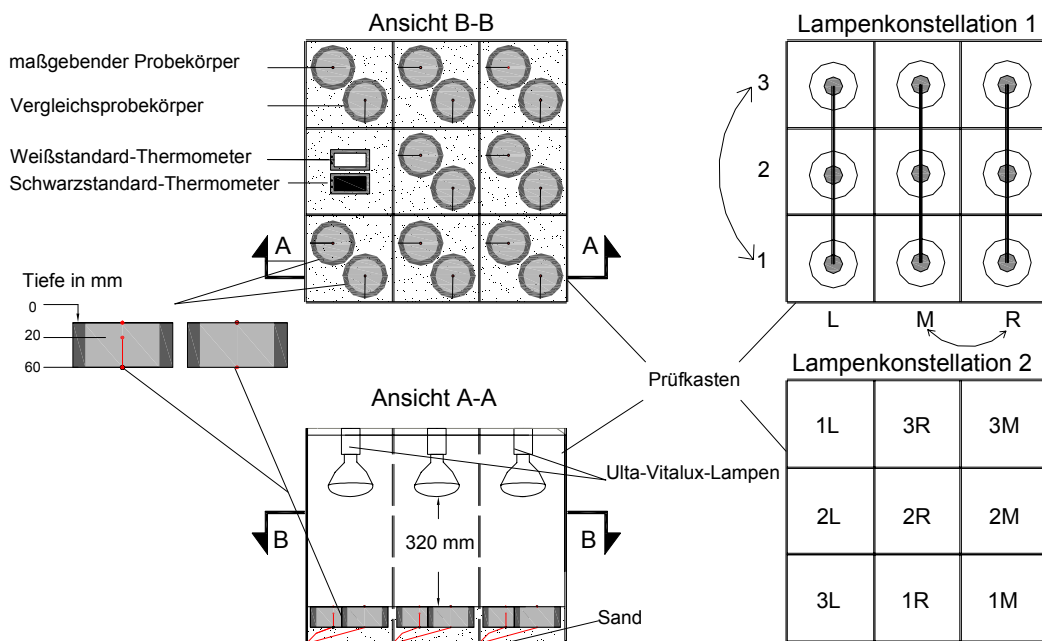 Ansicht B-B
Lampenkonstellation 1
maßgebender Probekörper
Vergleichsprobekörper
Weißstandard-Thermometer
Schwarzstandard-Thermometer
3
2
1
A
A
Tiefe in mm
0
20
60
L
M
R
Prüfkasten
Lampenkonstellation 2
Ansicht A-A
1L
3R
3M
Ulta-Vitalux-Lampen
2L
2R
2M
B
B
320 mm
3L
1R
1M
Sand